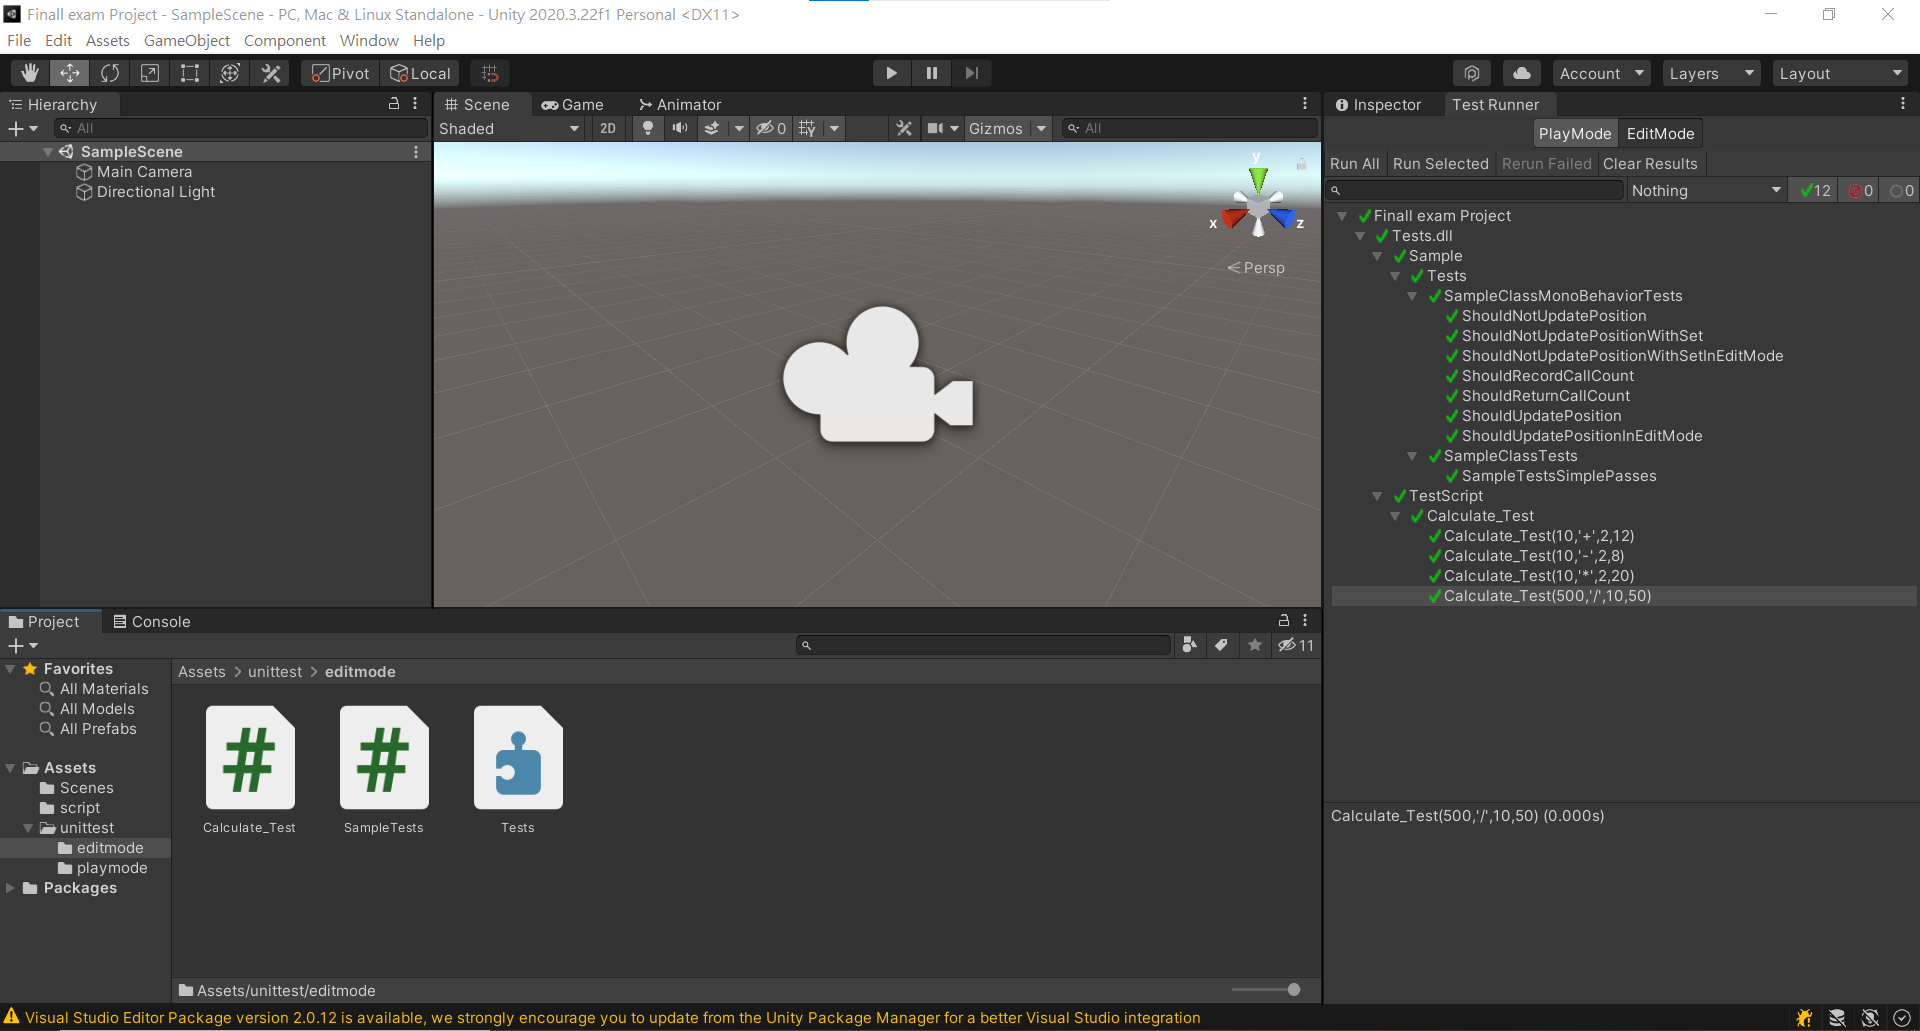 Finall exam Project - SampleScene - PC, Mac & Linux Standalone - Unity 2020.3.22f1 Personal <DX11>
File Edit Assets GameObject Component Window Help
Pivot Local Account Layers Layout
Hierarchy
All
SampleScene
Main Camera
Directional Light
Scene Game Animator
Shaded 2D 0 Gizmos All
y
x z
Persp
Inspector Test Runner
PlayMode EditMode
Run All Run Selected Rerun Failed Clear Results
Nothing 12 0 0
Finall exam Project
Tests.dll
Sample
Tests
SampleClassMonoBehaviorTests
ShouldNotUpdatePosition
ShouldNotUpdatePositionWithSet
ShouldNotUpdatePositionWithSetInEditMode
ShouldRecordCallCount
ShouldReturnCallCount
ShouldUpdatePosition
ShouldUpdatePositionInEditMode
SampleClassTests
SampleTestsSimplePasses
TestScript
Calculate_Test
Calculate_Test(10,'+',2,12)
Calculate_Test(10,'-',2,8)
Calculate_Test(10,'*',2,20)
Calculate_Test(500,'/',10,50)
Calculate_Test(500,'/',10,50) (0.000s)
Project Console
11
Favorites
All Materials
All Models
All Prefabs
Assets
Scenes
script
unittest
editmode
playmode
Packages
Assets > unittest > editmode
Calculate_Test SampleTests Tests
Assets/unittest/editmode
Visual Studio Editor Package version 2.0.12 is available, we strongly encourage you to update from the Unity Package Manager for a better Visual Studio integration